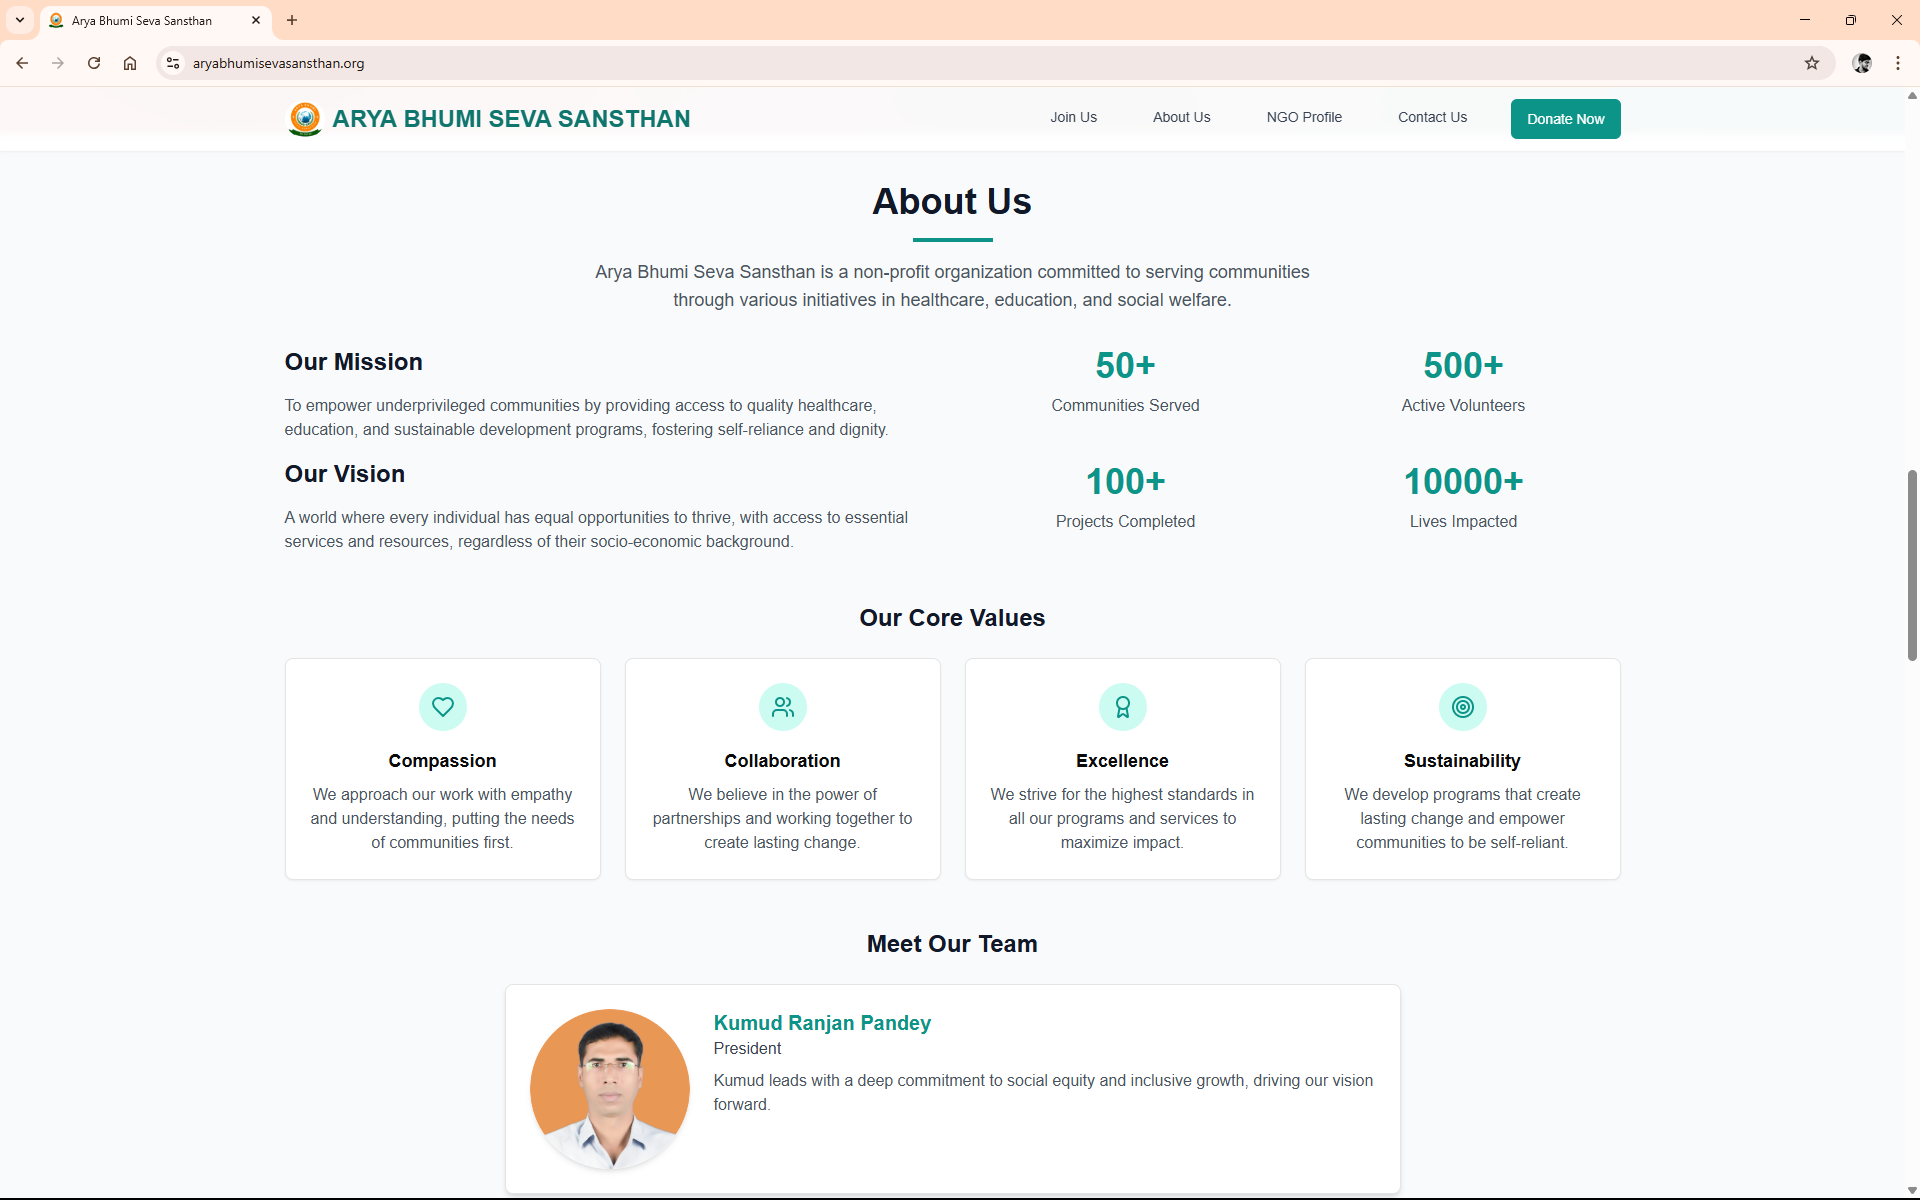 Arya Bhumi Seva Sansthan
aryabhumisevasansthan.org
ARYA BHUMI SEVA SANSTHAN
Join Us
About Us
NGO Profile
Contact Us
Donate Now
About Us
Arya Bhumi Seva Sansthan is a non-profit organization committed to serving communities
through various initiatives in healthcare, education, and social welfare.
Our Mission
To empower underprivileged communities by providing access to quality healthcare,
education, and sustainable development programs, fostering self-reliance and dignity.
Our Vision
A world where every individual has equal opportunities to thrive, with access to essential
services and resources, regardless of their socio-economic background.
50+
Communities Served
500+
Active Volunteers
100+
Projects Completed
10000+
Lives Impacted
Our Core Values
Compassion
We approach our work with empathy
and understanding, putting the needs
of communities first.
Collaboration
We believe in the power of
partnerships and working together to
create lasting change.
Excellence
We strive for the highest standards in
all our programs and services to
maximize impact.
Sustainability
We develop programs that create
lasting change and empower
communities to be self-reliant.
Meet Our Team
Kumud Ranjan Pandey
President
Kumud leads with a deep commitment to social equity and inclusive growth, driving our vision
forward.